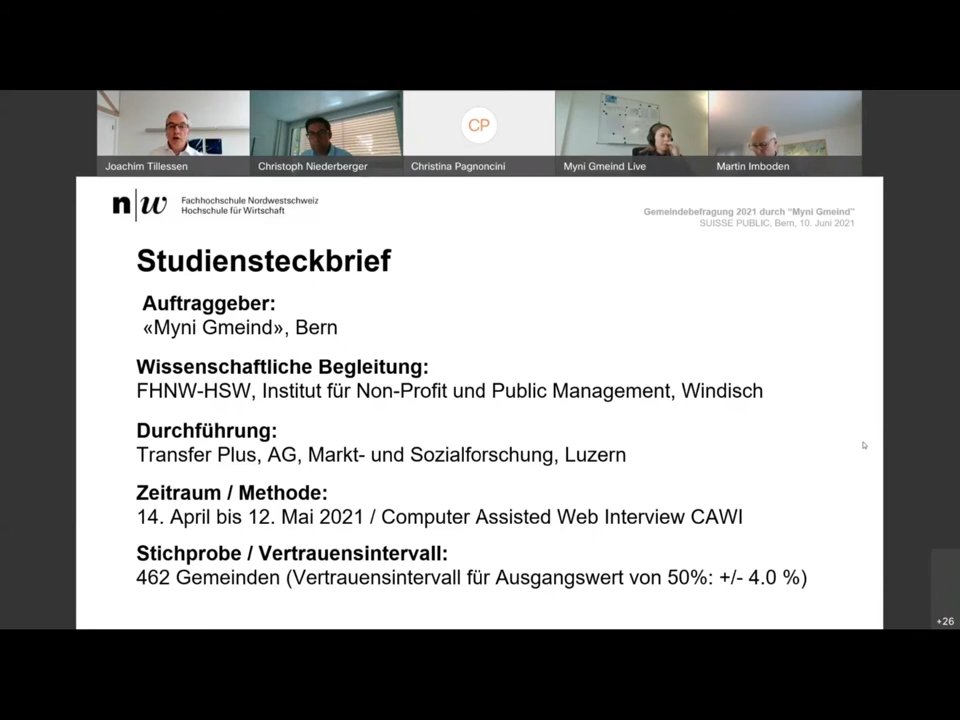 CP
Joachim Tillessen
Christoph Niederberger
Christina Pagnoncini
Myni Gmeind Live
Martin Imboden
n|w
Fachhochschule Nordwestschweiz
Hochschule für Wirtschaft
Gemeindebefragung 2021 durch "Myni Gmeind"
SUISSE PUBLIC, Bern, 10. Juni 2021
Studiensteckbrief
Auftraggeber:
«Myni Gmeind», Bern
Wissenschaftliche Begleitung:
FHNW-HSW, Institut für Non-Profit und Public Management, Windisch
Durchführung:
Transfer Plus, AG, Markt- und Sozialforschung, Luzern
Zeitraum / Methode:
14. April bis 12. Mai 2021 / Computer Assisted Web Interview CAWI
Stichprobe / Vertrauensintervall:
462 Gemeinden (Vertrauensintervall für Ausgangswert von 50%: +/- 4.0 %)
+26